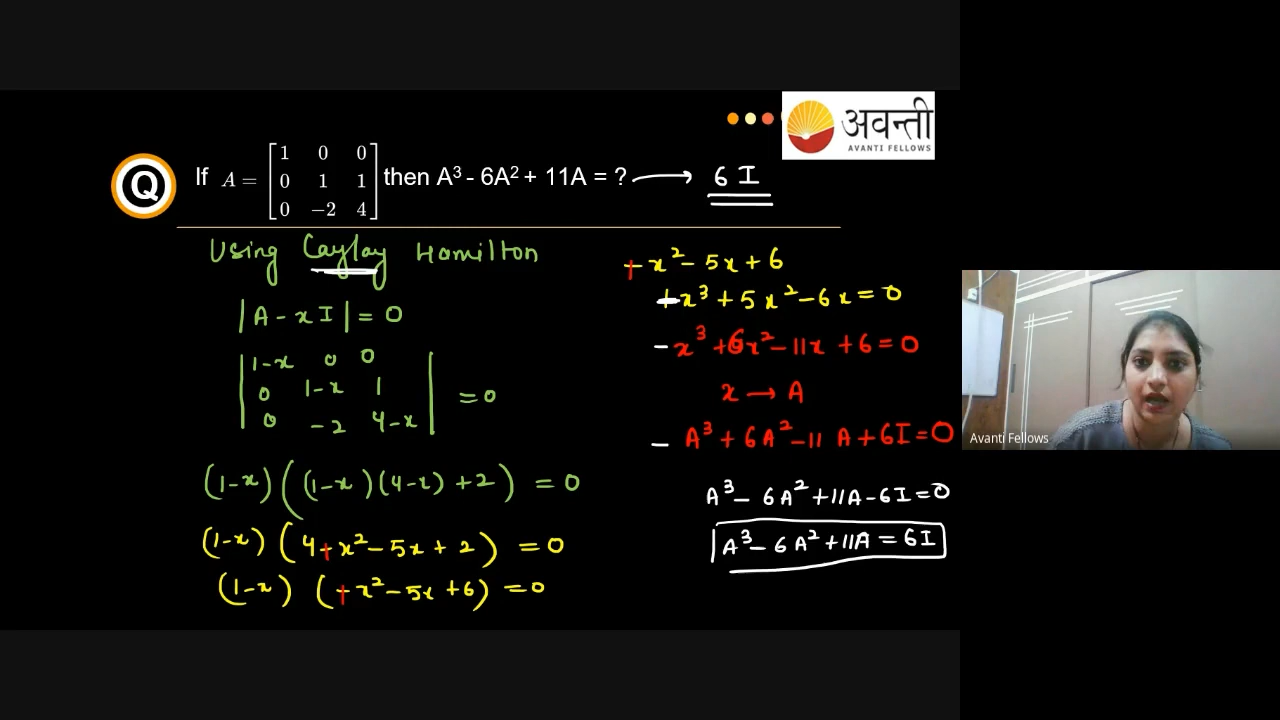 अवन्ती
AVANTI FELLOWS
Q
If A = [1 0 0
0 1 1
0 −2 4] then A³ - 6A² + 11A = ? → 6 I
Using Caylay Hamilton
|A - xI| = 0
|1-x 0 0
0 1-x 1
0 -2 4-x| = 0
(1-x)((1-x)(4-x) +2) = 0
(1-x)(4+x²-5x+2) = 0
(1-x)(+x²-5x+6) = 0
+x²-5x+6
-x³+5x²-6x=0
-x³+6x²-11x+6=0
x → A
- A³+6A²-11A+6I=0
A³-6A²+11A-6I=0
A³-6A²+11A=6I
Avanti Fellows